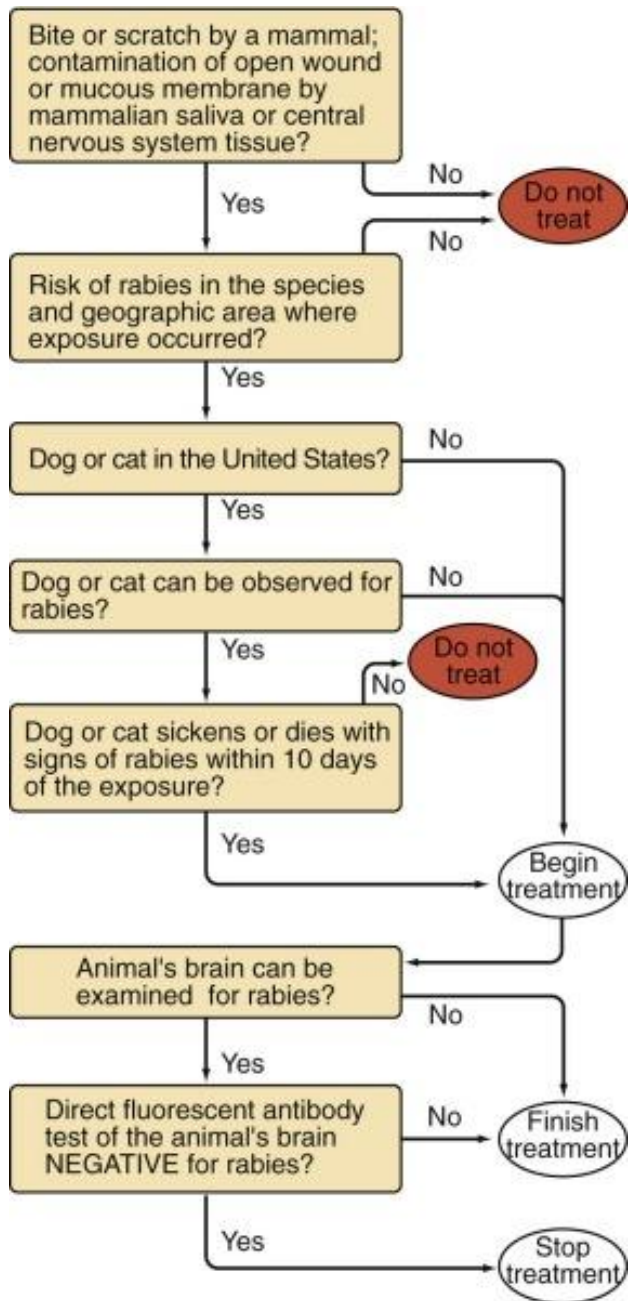 Bite or scratch by a mammal;
contamination of open wound
or mucous membrane by
mammalian saliva or central
nervous system tissue?
No
Do not
treat
Yes
No
Risk of rabies in the species
and geographic area where
exposure occurred?
Yes
No
Dog or cat in the United States?
Yes
Dog or cat can be observed for
rabies?
No
Yes
Do not
treat
No
Dog or cat sickens or dies with
signs of rabies within 10 days
of the exposure?
Yes
Begin
treatment
Animal's brain can be
examined for rabies?
No
Yes
Direct fluorescent antibody
test of the animal's brain
NEGATIVE for rabies?
No
Finish
treatment
Yes
Stop
treatment